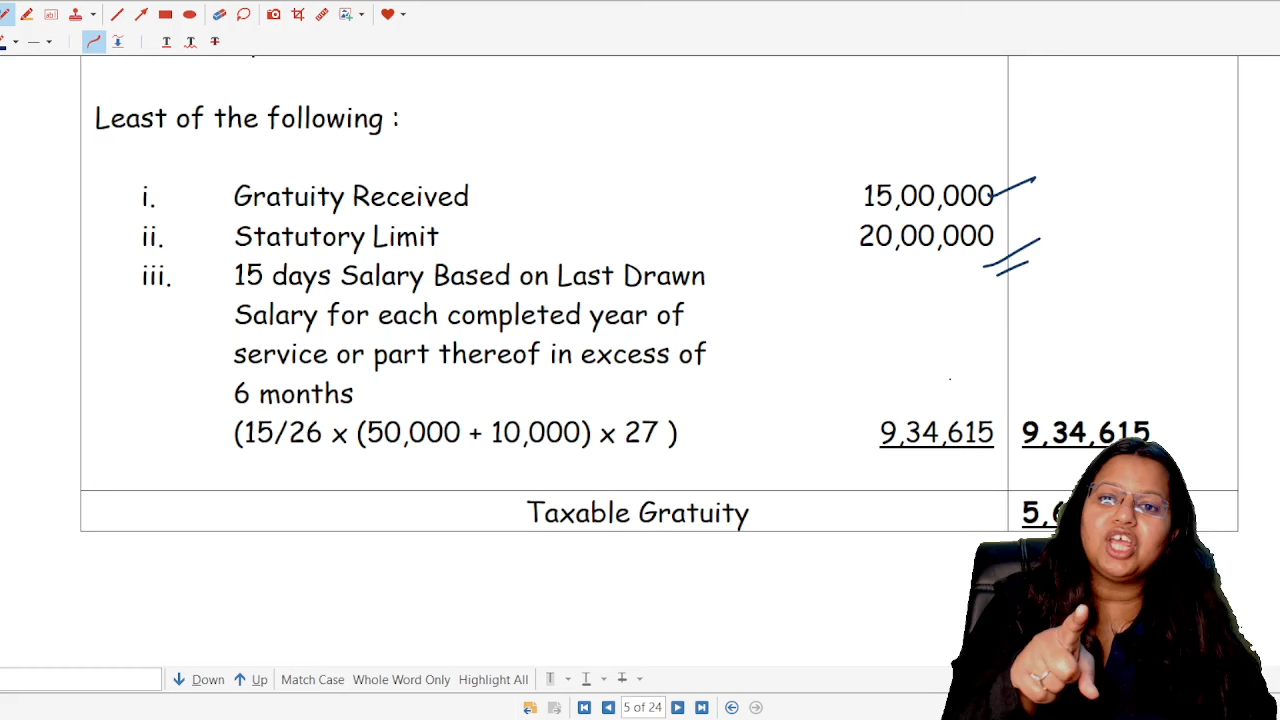 Least of the following :
i. Gratuity Received 15,00,000
ii. Statutory Limit 20,00,000
iii. 15 days Salary Based on Last Drawn
Salary for each completed year of
service or part thereof in excess of
6 months
(15/26 x (50,000 + 10,000) x 27 ) 9,34,615 9,34,615
Taxable Gratuity
Down Up Match Case Whole Word Only Highlight All
5 of 24